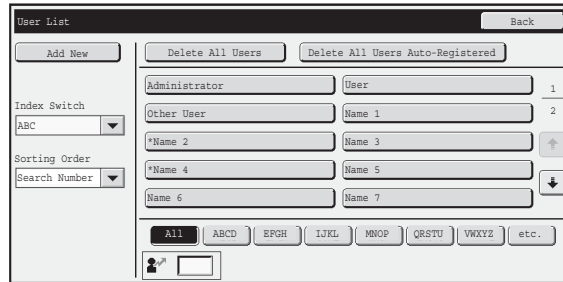 User List
Back
Add New
Delete All Users
Delete All Users Auto-Registered
Administrator
User
1
Index Switch
Other User
Name 1
2
ABC
*Name 2
Name 3
Sorting Order
*Name 4
Name 5
Search Number
Name 6
Name 7
All
ABCD
EFGH
IJKL
MNOP
QRSTU
VWXYZ
etc.